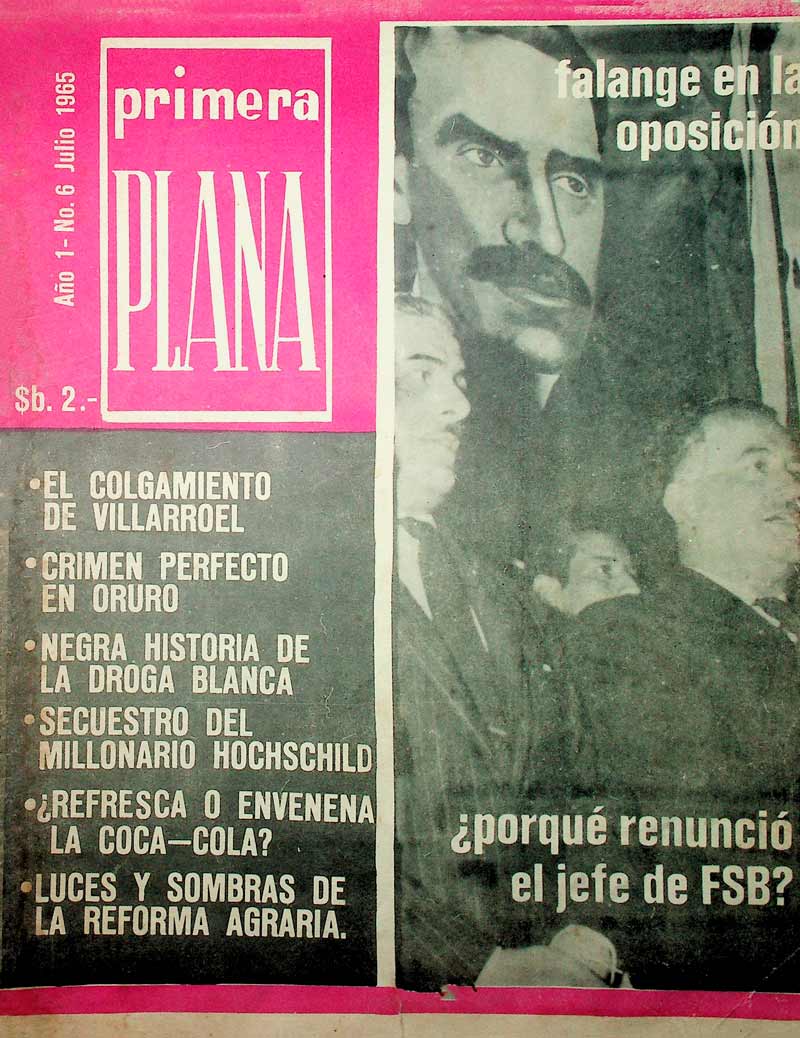 Año 1- No. 6 Julio 1965
primera
PLANA
$b. 2.-
falange en la
oposición
•EL COLGAMIENTO
DE VILLARROEL
•CRIMEN PERFECTO
EN ORURO
•NEGRA HISTORIA DE
LA DROGA BLANCA
•SECUESTRO DEL
MILLONARIO HOCHSCHILD
•¿REFRESCA O ENVENENA
LA COCA—COLA?
•LUCES Y SOMBRAS DE
LA REFORMA AGRARIA.
¿porqué renunció
el jefe de FSB?